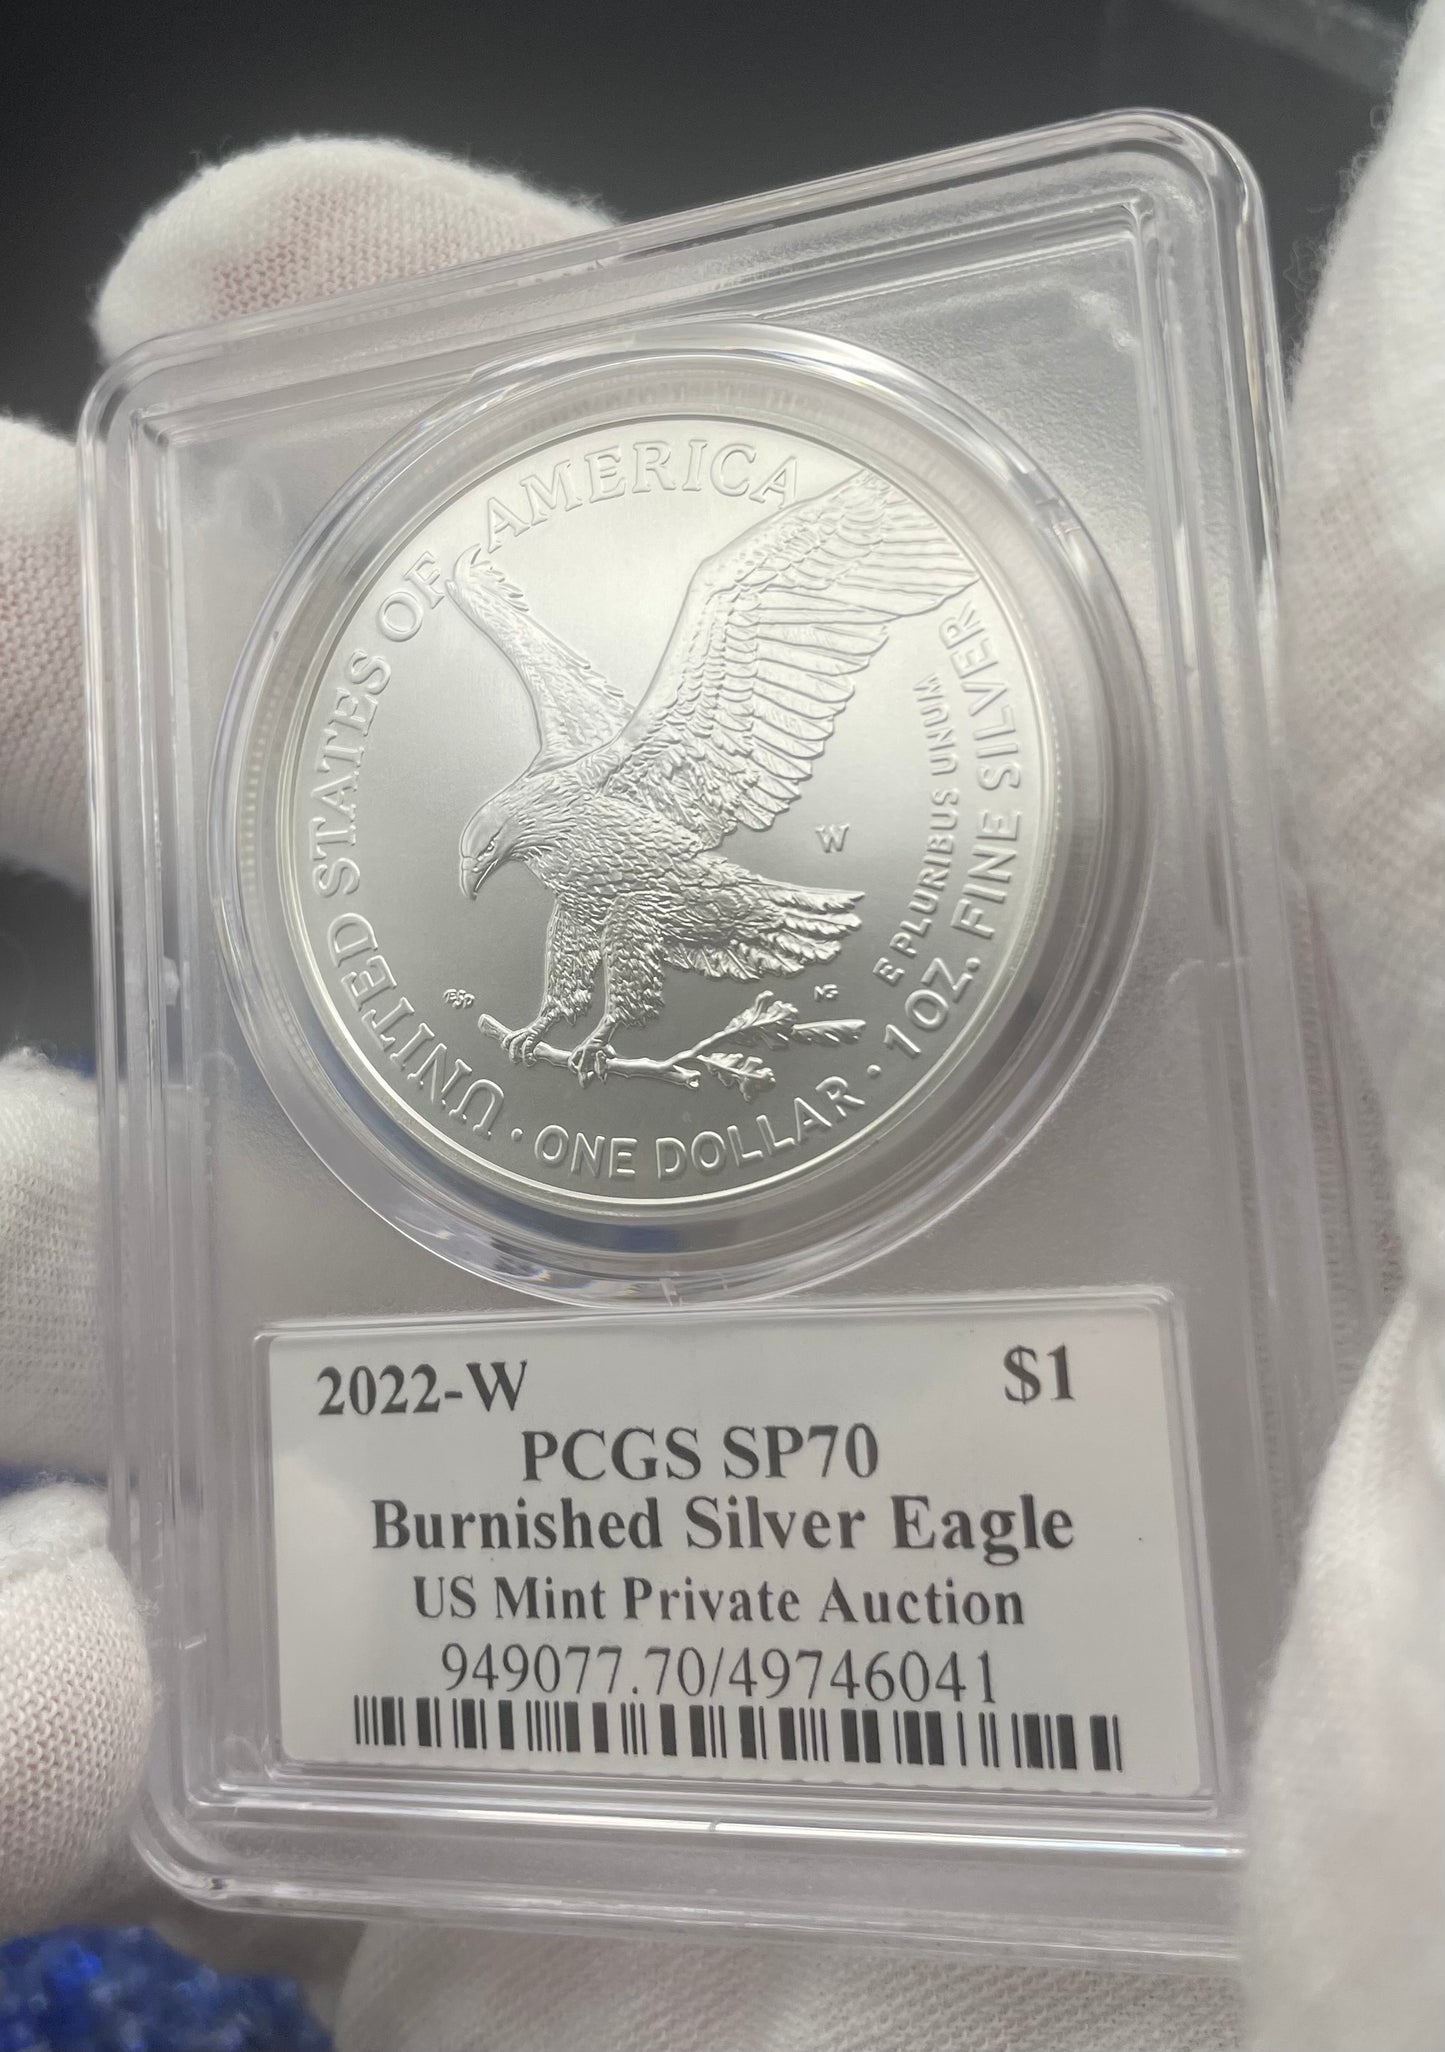 UNITED STATES OF AMERICA
W
E PLURIBUS UNUM
1 OZ. FINE SILVER
· ONE DOLLAR ·
2022-W $1
PCGS SP70
Burnished Silver Eagle
US Mint Private Auction
949077.70/49746041